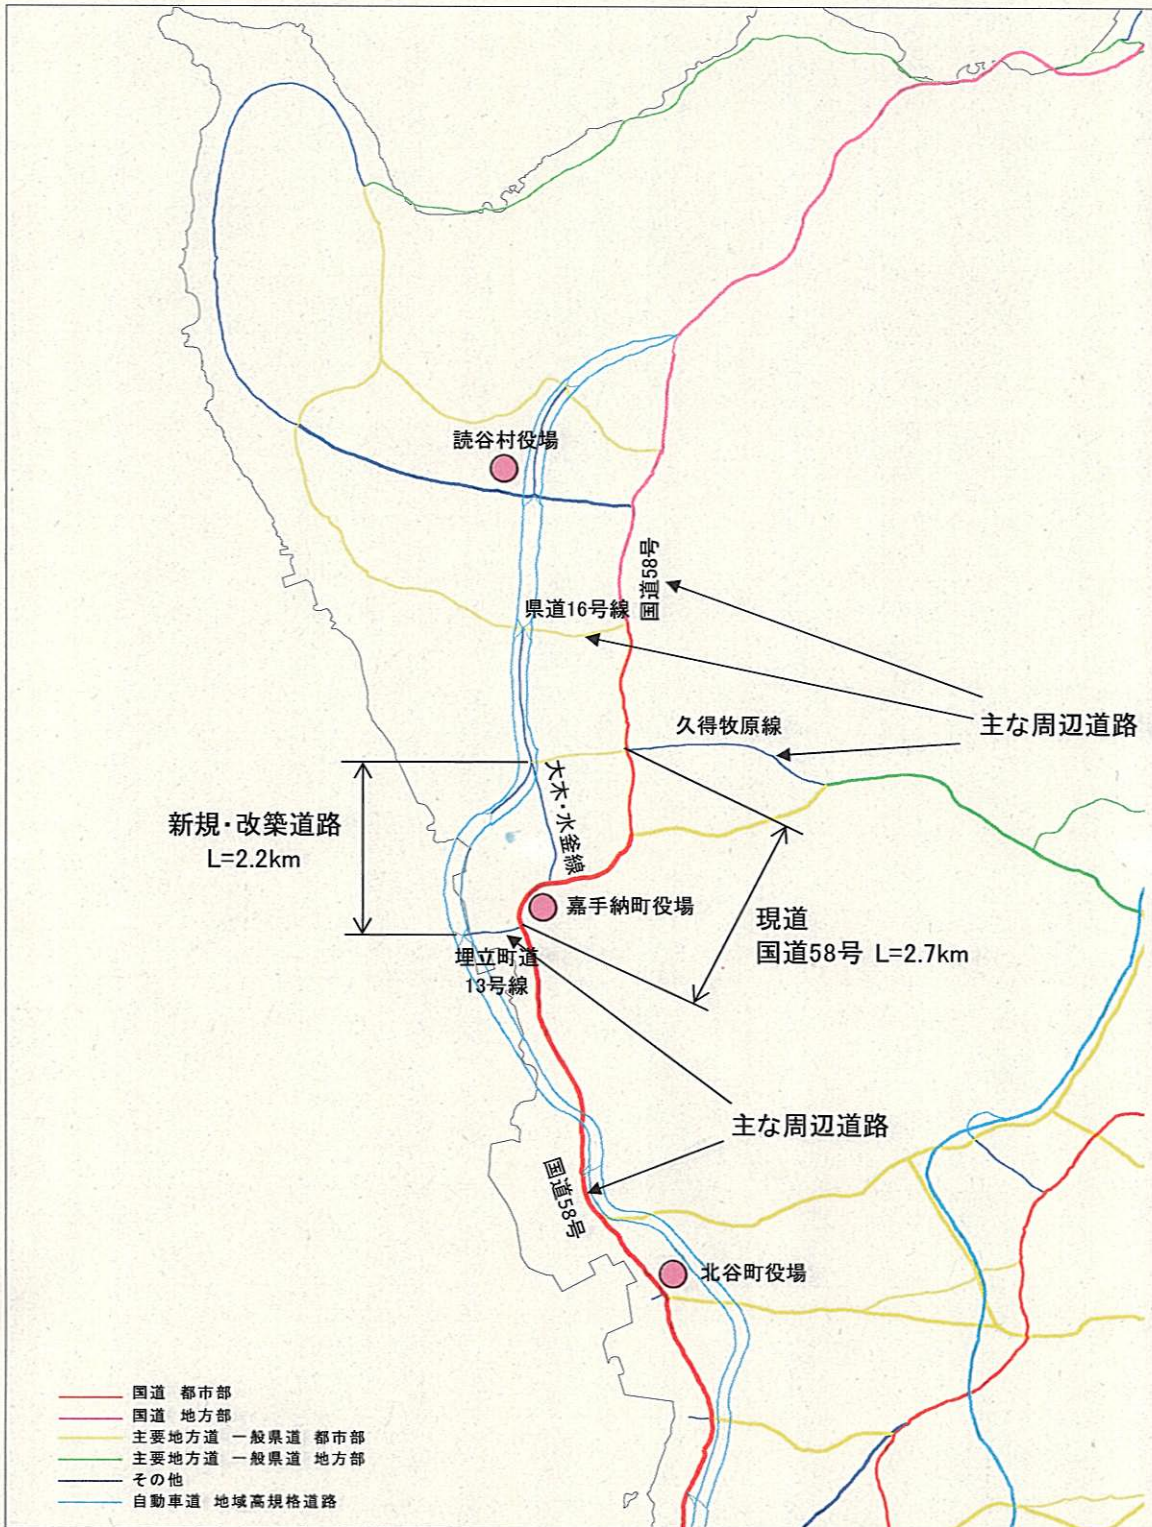 読谷村役場
国道58号
県道16号線
久得牧原線
主な周辺道路
大木・水釜線
新規・改築道路
L=2.2km
嘉手納町役場
現道
国道58号 L=2.7km
埋立町道
13号線
主な周辺道路
国道58号
北谷町役場
国道 都市部
国道 地方部
主要地方道 一般県道 都市部
主要地方道 一般県道 地方部
その他
自動車道 地域高規格道路